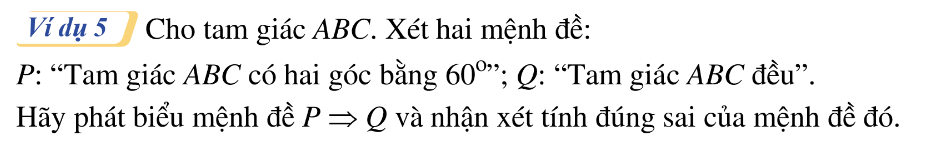 Ví dụ 5 Cho tam giác ABC. Xét hai mệnh đề:
P: “Tam giác ABC có hai góc bằng 60°”; Q: “Tam giác ABC đều”.
Hãy phát biểu mệnh đề P ⇒ Q và nhận xét tính đúng sai của mệnh đề đó.